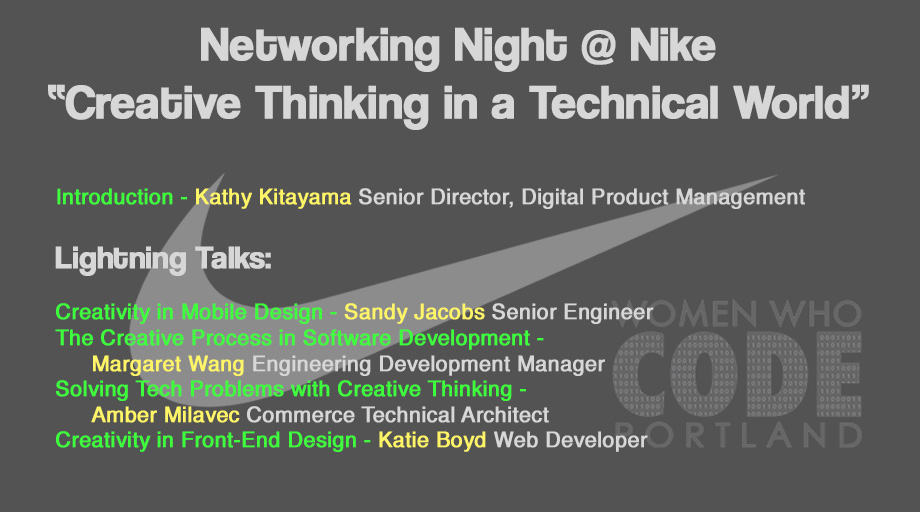 Networking Night @ Nike
“Creative Thinking in a Technical World”
Introduction - Kathy Kitayama Senior Director, Digital Product Management
Lightning Talks:
Creativity in Mobile Design - Sandy Jacobs Senior Engineer
The Creative Process in Software Development -
Margaret Wang Engineering Development Manager
Solving Tech Problems with Creative Thinking -
Amber Milavec Commerce Technical Architect
Creativity in Front-End Design - Katie Boyd Web Developer
WOMEN WHO
CODE
PORTLAND